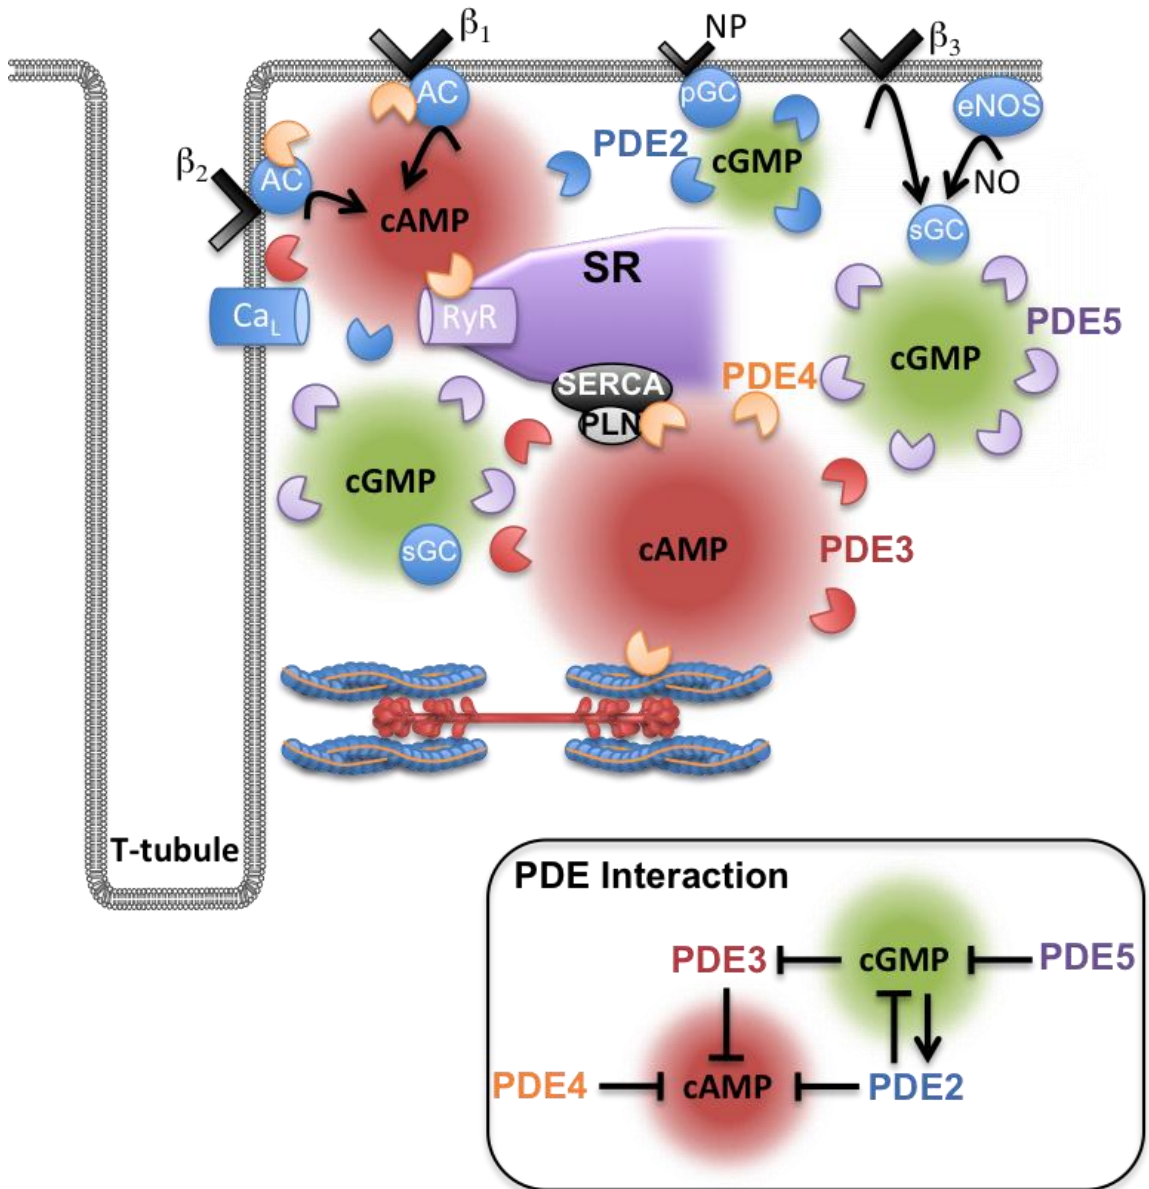 β1
NP
β3
AC
pGC
eNOS
β2
AC
PDE2
cGMP
NO
cAMP
sGC
SR
CaL
RyR
PDE5
cGMP
SERCA
PDE4
PLN
cGMP
sGC
cAMP
PDE3
T-tubule
PDE Interaction
PDE3
cGMP
PDE5
PDE4
cAMP
PDE2